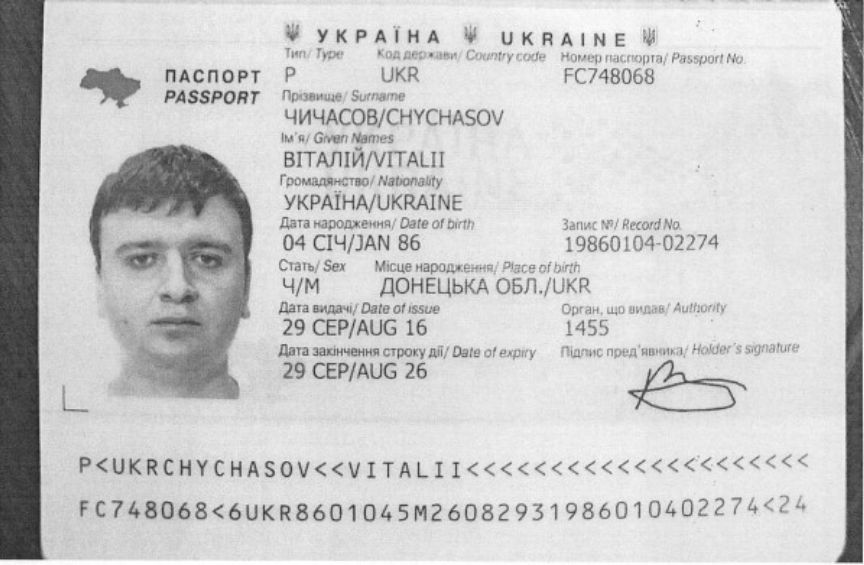 УКРАЇНА UKRAINE
Тип/ Type Код держави/ Country code Номер паспорта/ Passport No.
P UKR FC748068
ПАСПОРТ
PASSPORT
Прізвище/ Surname
ЧИЧАСОВ/CHYCHASOV
Ім'я/ Given Names
ВІТАЛІЙ/VITALII
Громадянство/ Nationality
УКРАЇНА/UKRAINE
Дата народження/ Date of birth Запис №/ Record No.
04 СІЧ/JAN 86 19860104-02274
Стать/ Sex Місце народження/ Place of birth
Ч/M ДОНЕЦЬКА ОБЛ./UKR
Дата видачі/ Date of issue Орган, що видав/ Authority
29 СЕР/AUG 16 1455
Дата закінчення строку дії/ Date of expiry Підпис пред'явника/ Holder's signature
29 СЕР/AUG 26
P<UKRCHYCHASOV<<VITALII<<<<<<<<<<<<<<<<<<<<<
FC748068<6UKR8601045M26082931986010402274<24